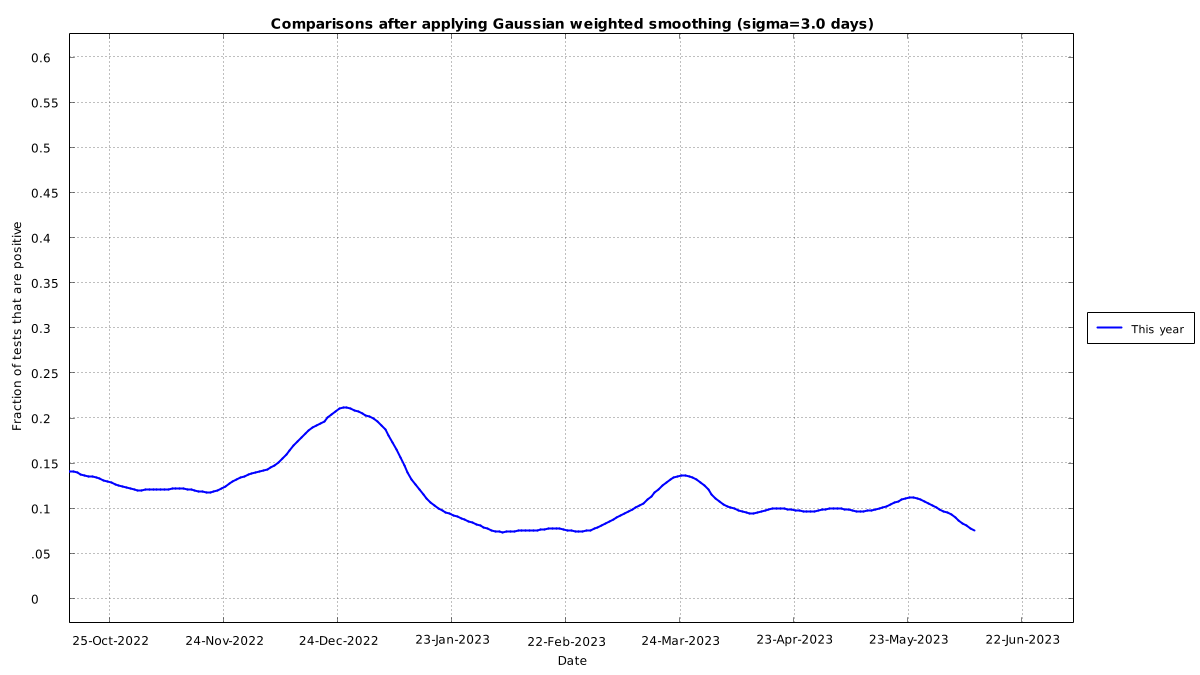 Comparisons after applying Gaussian weighted smoothing (sigma=3.0 days)
0.6
0.55
0.5
0.45
0.4
0.35
0.3
0.25
0.2
0.15
0.1
.05
0
Fraction of tests that are positive
25-Oct-2022 24-Nov-2022 24-Dec-2022 23-Jan-2023 22-Feb-2023 24-Mar-2023 23-Apr-2023 23-May-2023 22-Jun-2023
Date
This year